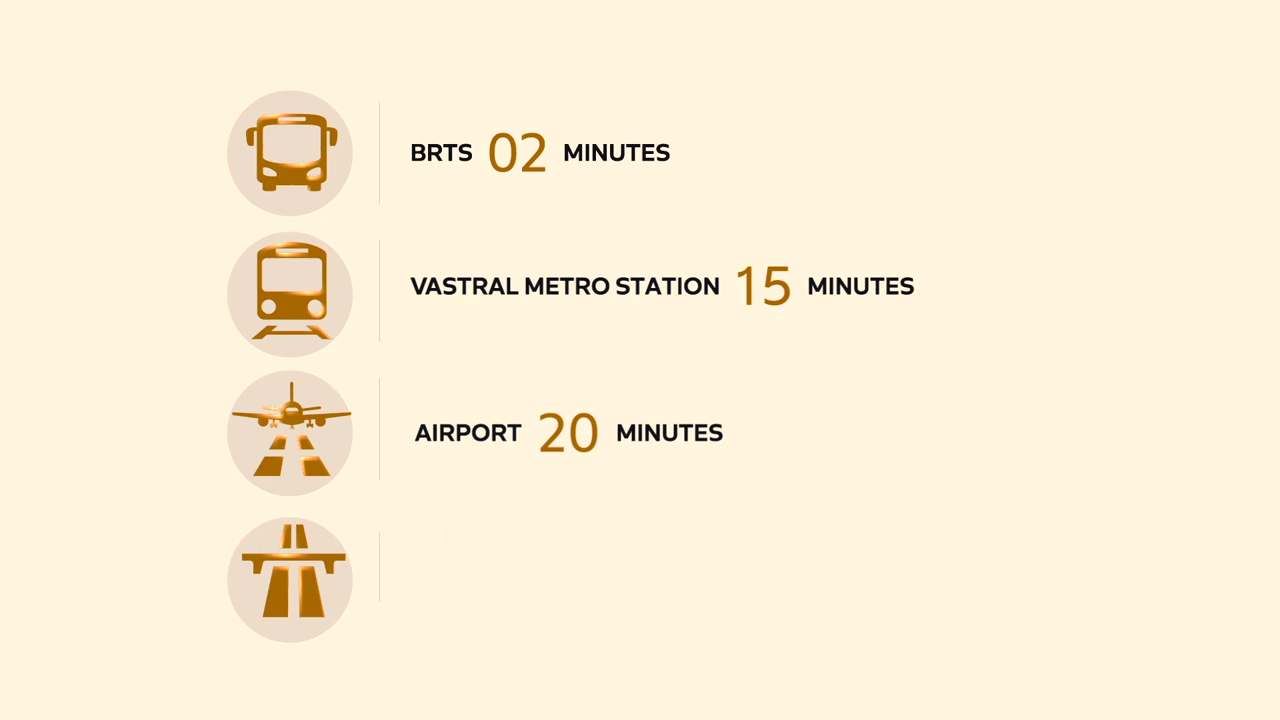 BRTS 02 MINUTES
VASTRAL METRO STATION 15 MINUTES
AIRPORT 20 MINUTES